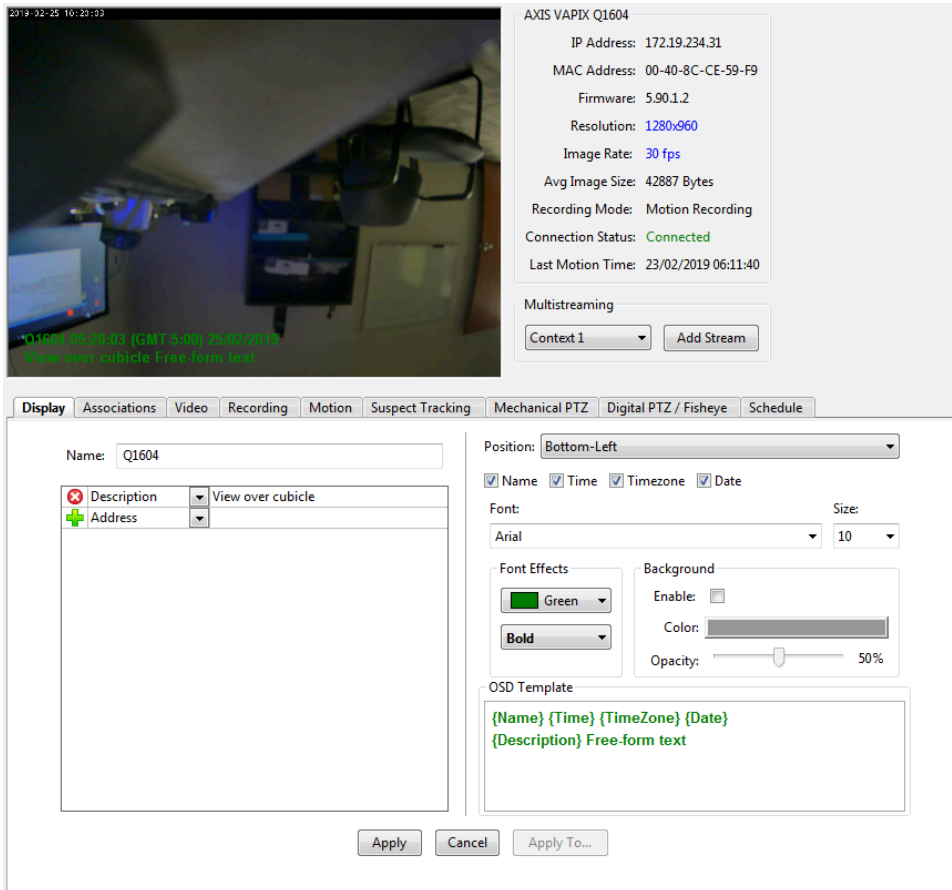 2019-02-25 10:20:03
Q1604 05:20:03 (GMT-5:00) 25/02/2019
View over cubicle Free-form text
AXIS VAPIX Q1604
IP Address: 172.19.234.31
MAC Address: 00-40-8C-CE-59-F9
Firmware: 5.90.1.2
Resolution: 1280x960
Image Rate: 30 fps
Avg Image Size: 42887 Bytes
Recording Mode: Motion Recording
Connection Status: Connected
Last Motion Time: 23/02/2019 06:11:40
Multistreaming
Context 1 Add Stream
Display Associations Video Recording Motion Suspect Tracking Mechanical PTZ Digital PTZ / Fisheye Schedule
Name: Q1604
Description View over cubicle
Address
Position: Bottom-Left
Name Time Timezone Date
Font: Size:
Arial 10
Font Effects
Green
Bold
Background
Enable:
Color:
Opacity: 50%
OSD Template
{Name} {Time} {TimeZone} {Date}
{Description} Free-form text
Apply Cancel Apply To...